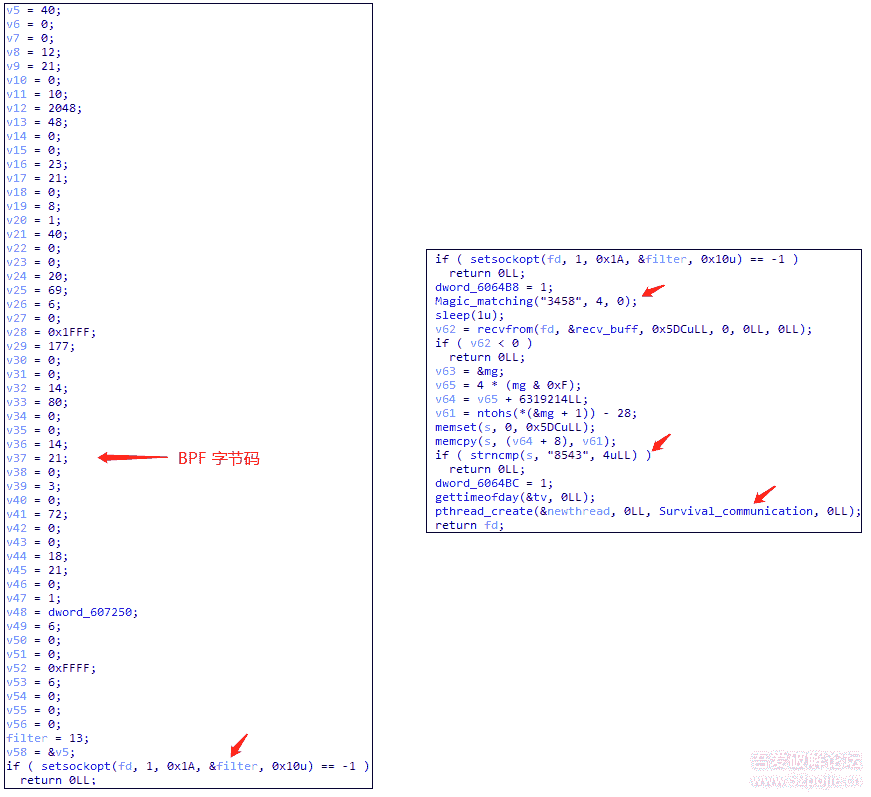 v5 = 40;
v6 = 0;
v7 = 0;
v8 = 12;
v9 = 21;
v10 = 0;
v11 = 10;
v12 = 2048;
v13 = 48;
v14 = 0;
v15 = 0;
v16 = 23;
v17 = 21;
v18 = 0;
v19 = 8;
v20 = 1;
v21 = 40;
v22 = 0;
v23 = 0;
v24 = 20;
v25 = 69;
v26 = 6;
v27 = 0;
v28 = 0x1FFF;
v29 = 177;
v30 = 0;
v31 = 0;
v32 = 14;
v33 = 80;
v34 = 0;
v35 = 0;
v36 = 14;
v37 = 21;
v38 = 0;
v39 = 3;
v40 = 0;
v41 = 72;
v42 = 0;
v43 = 0;
v44 = 18;
v45 = 21;
v46 = 0;
v47 = 1;
v48 = dword_607250;
v49 = 6;
v50 = 0;
v51 = 0;
v52 = 0xFFFF;
v53 = 6;
v54 = 0;
v55 = 0;
v56 = 0;
filter = 13;
v58 = &v5;
if ( setsockopt(fd, 1, 0x1A, &filter, 0x10u) == -1 )
return 0LL;
BPF 字节码
if ( setsockopt(fd, 1, 0x1A, &filter, 0x10u) == -1 )
return 0LL;
dword_6064B8 = 1;
Magic_matching("3458", 4, 0);
sleep(1u);
v62 = recvfrom(fd, &recv_buff, 0x5DCuLL, 0, 0LL, 0LL);
if ( v62 < 0 )
return 0LL;
v63 = &mg;
v65 = 4 * (mg & 0xF);
v64 = v65 + 6319214LL;
v61 = ntohs(*(&mg + 1)) - 28;
memset(s, 0, 0x5DCuLL);
memcpy(s, (v64 + 8), v61);
if ( strncmp(s, "8543", 4uLL) )
return 0LL;
dword_6064BC = 1;
gettimeofday(&tv, 0LL);
pthread_create(&newthread, 0LL, Survival_communication, 0LL);
return fd;
吾爱破解论坛
www.52pojie.cn